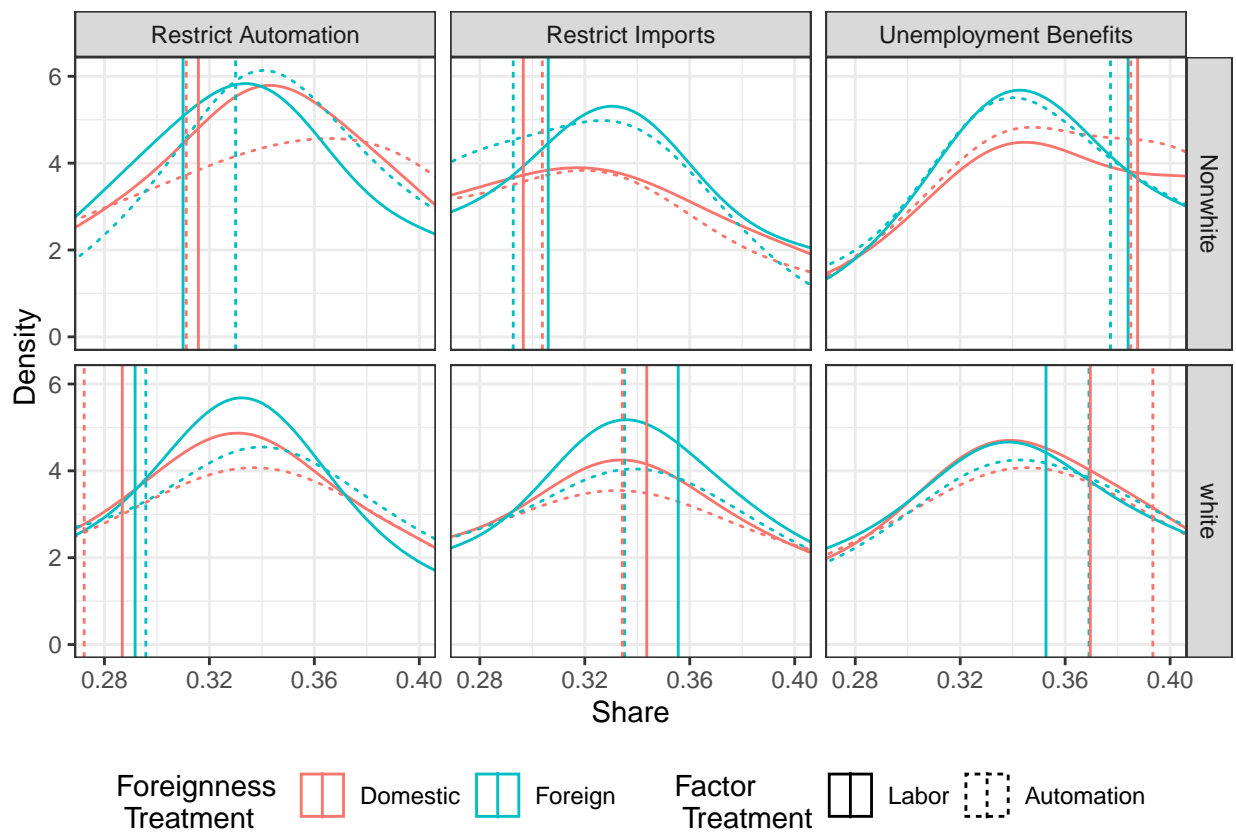 Restrict Automation
Restrict Imports
Unemployment Benefits
6
4
2
0
Nonwhite
6
4
2
0
white
Density
0.28
0.32
0.36
0.40
0.28
0.32
0.36
0.40
0.28
0.32
0.36
0.40
Share
Foreignness
Treatment
Domestic
Foreign
Factor
Treatment
Labor
Automation